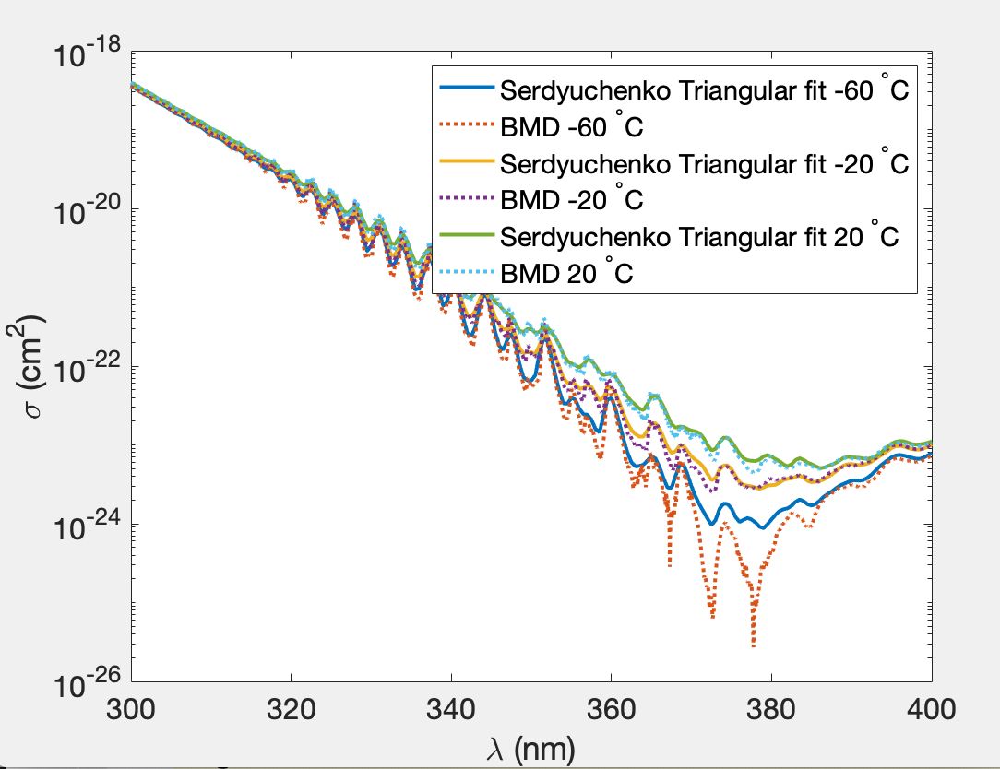 10^-18
10^-20
10^-22
10^-24
10^-26
σ (cm^2)
Serdyuchenko Triangular fit -60 °C
BMD -60 °C
Serdyuchenko Triangular fit -20 °C
BMD -20 °C
Serdyuchenko Triangular fit 20 °C
BMD 20 °C
300 320 340 360 380 400
λ (nm)